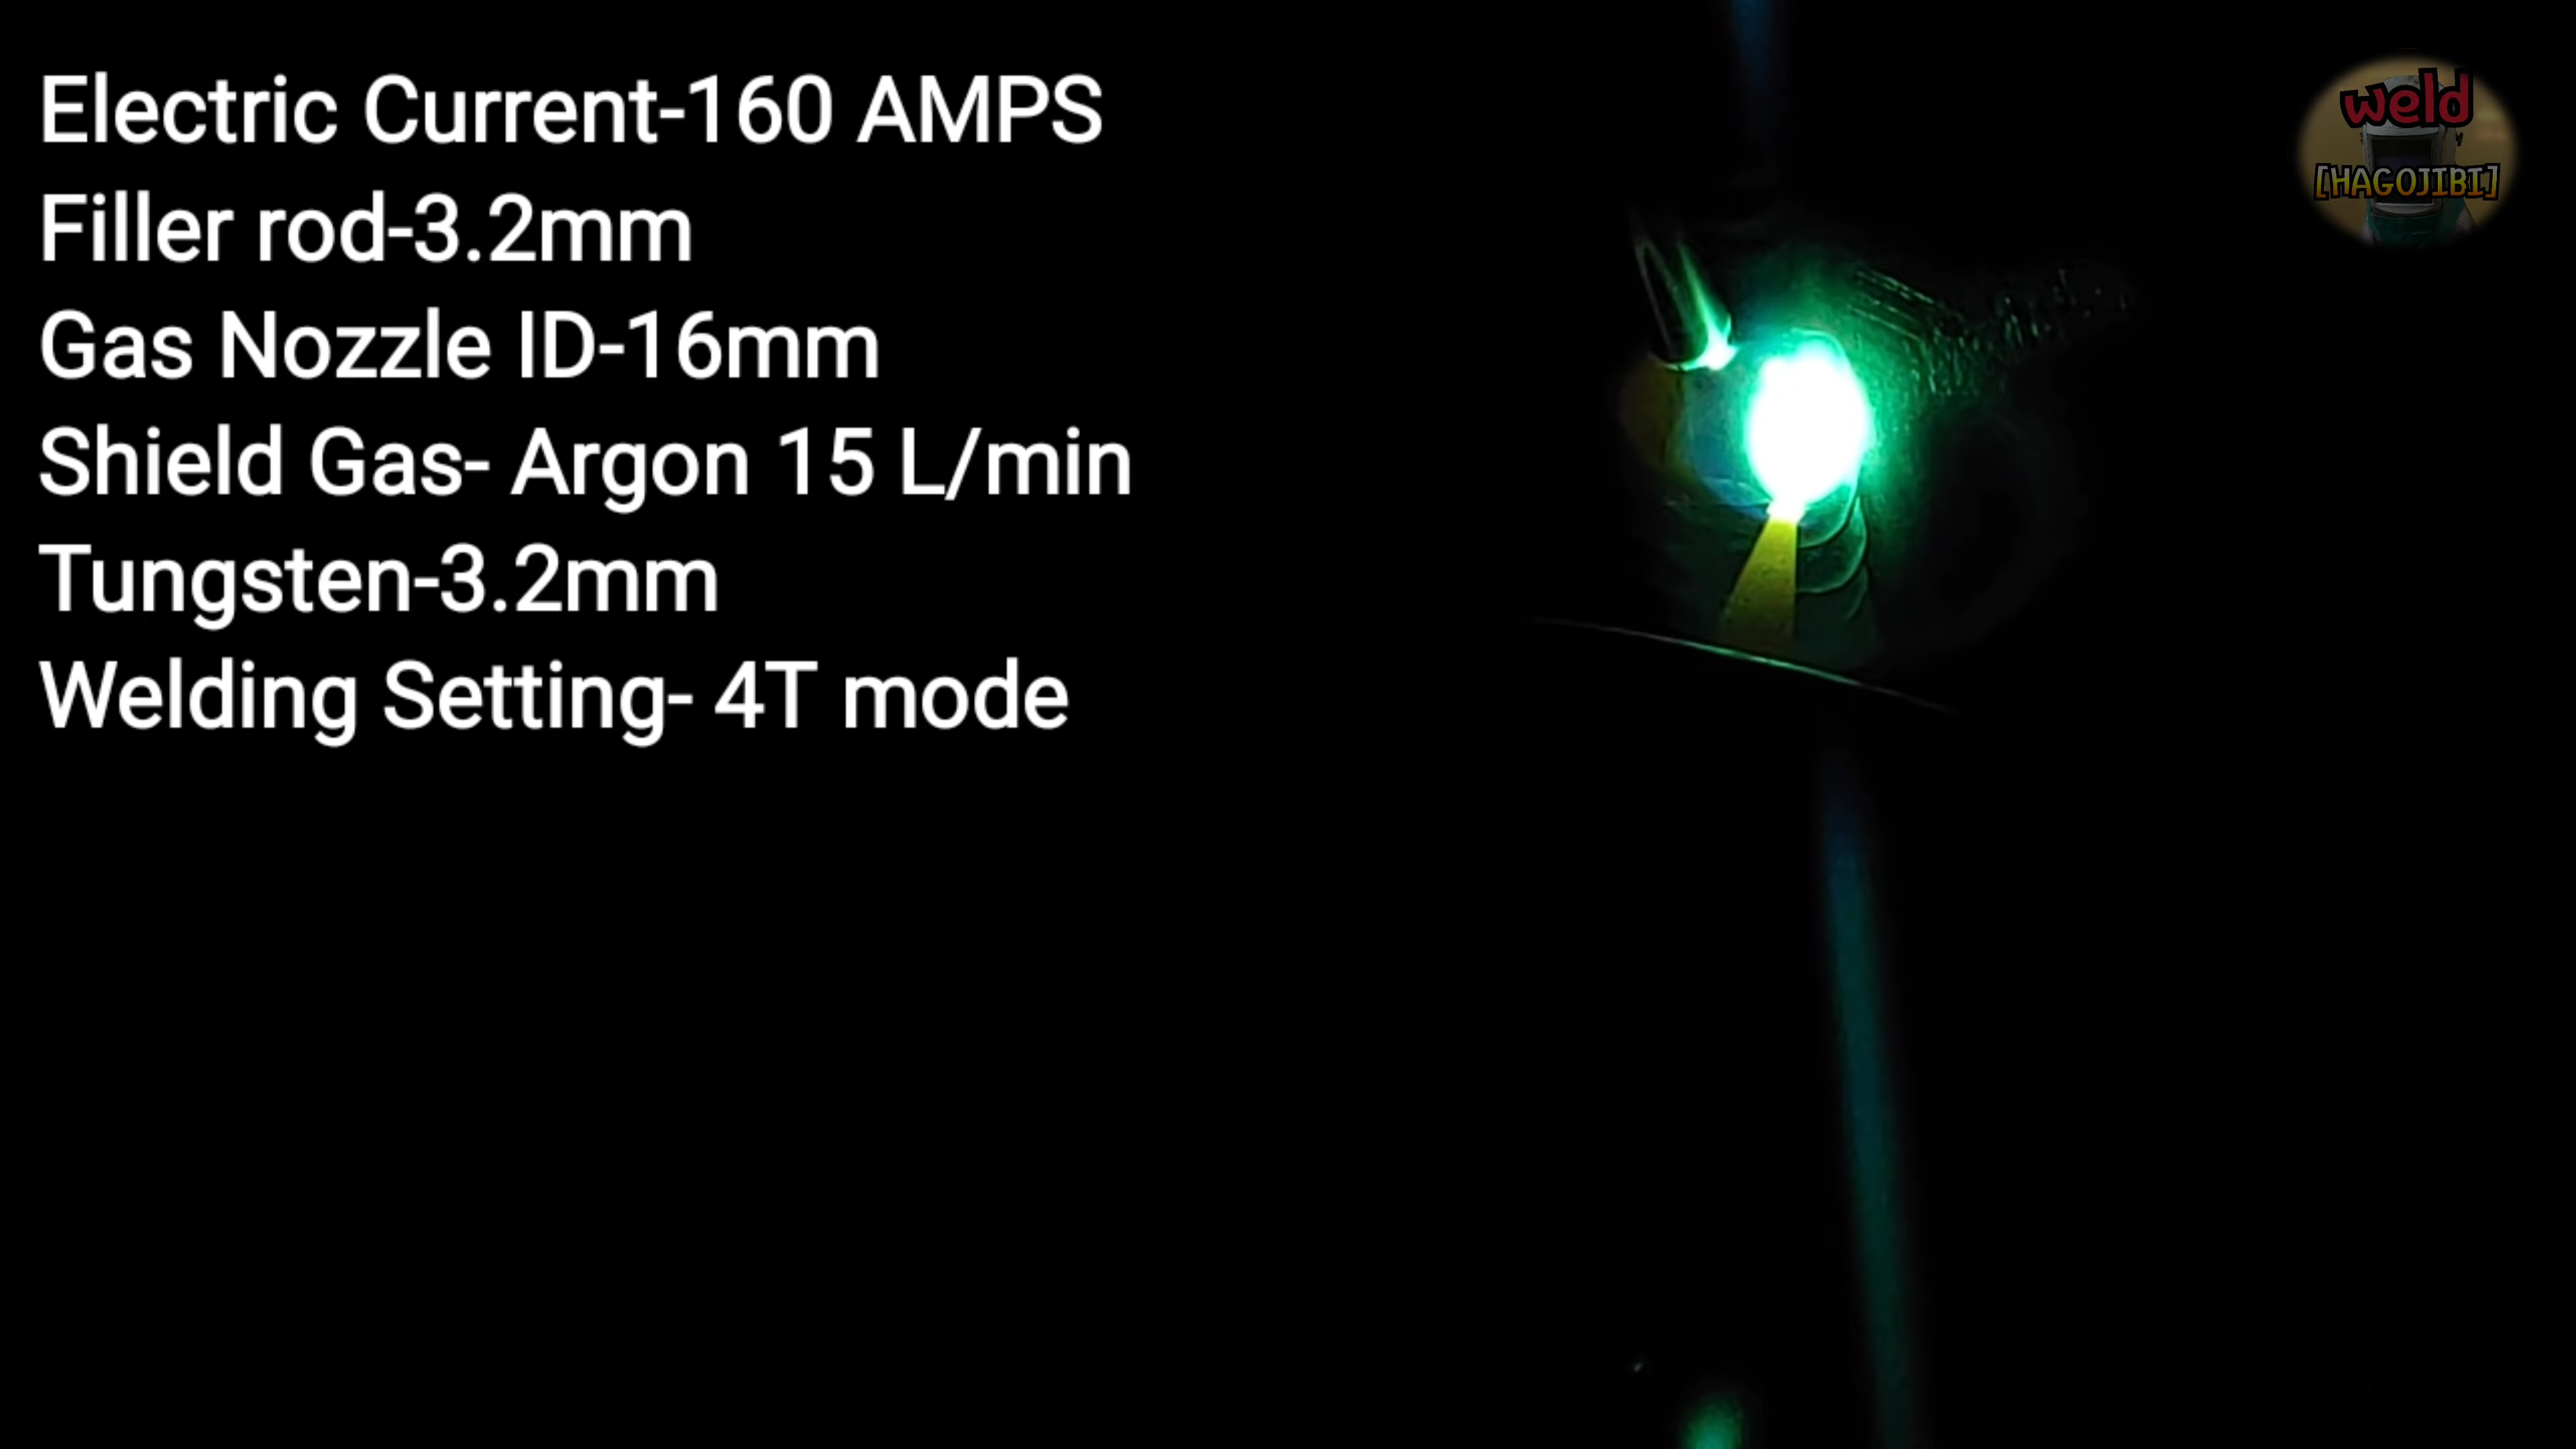 Electric Current-160 AMPS
Filler rod-3.2mm
Gas Nozzle ID-16mm
Shield Gas- Argon 15 L/min
Tungsten-3.2mm
Welding Setting- 4T mode
weld
[HAGOJIBI]